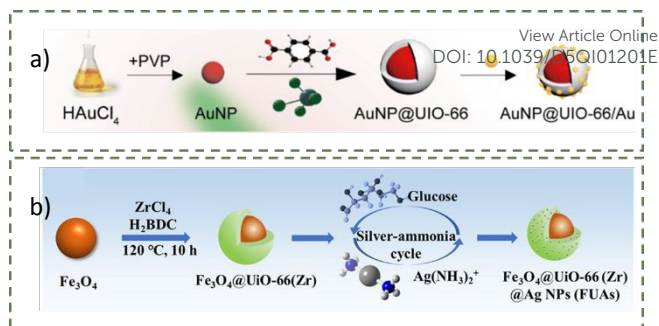 View Article Online
DOI: 10.1039/D5QI01201E
a)
+PVP
HAuCl₄
AuNP
AuNP@UIO-66
AuNP@UIO-66/Au
b)
ZrCl₄
H₂BDC
120 ℃, 10 h
Fe₃O₄
Fe₃O₄@UiO-66(Zr)
Glucose
Silver-ammonia
cycle
Ag(NH₃)₂⁺
Fe₃O₄@UiO-66 (Zr)
@Ag NPs (FUAs)